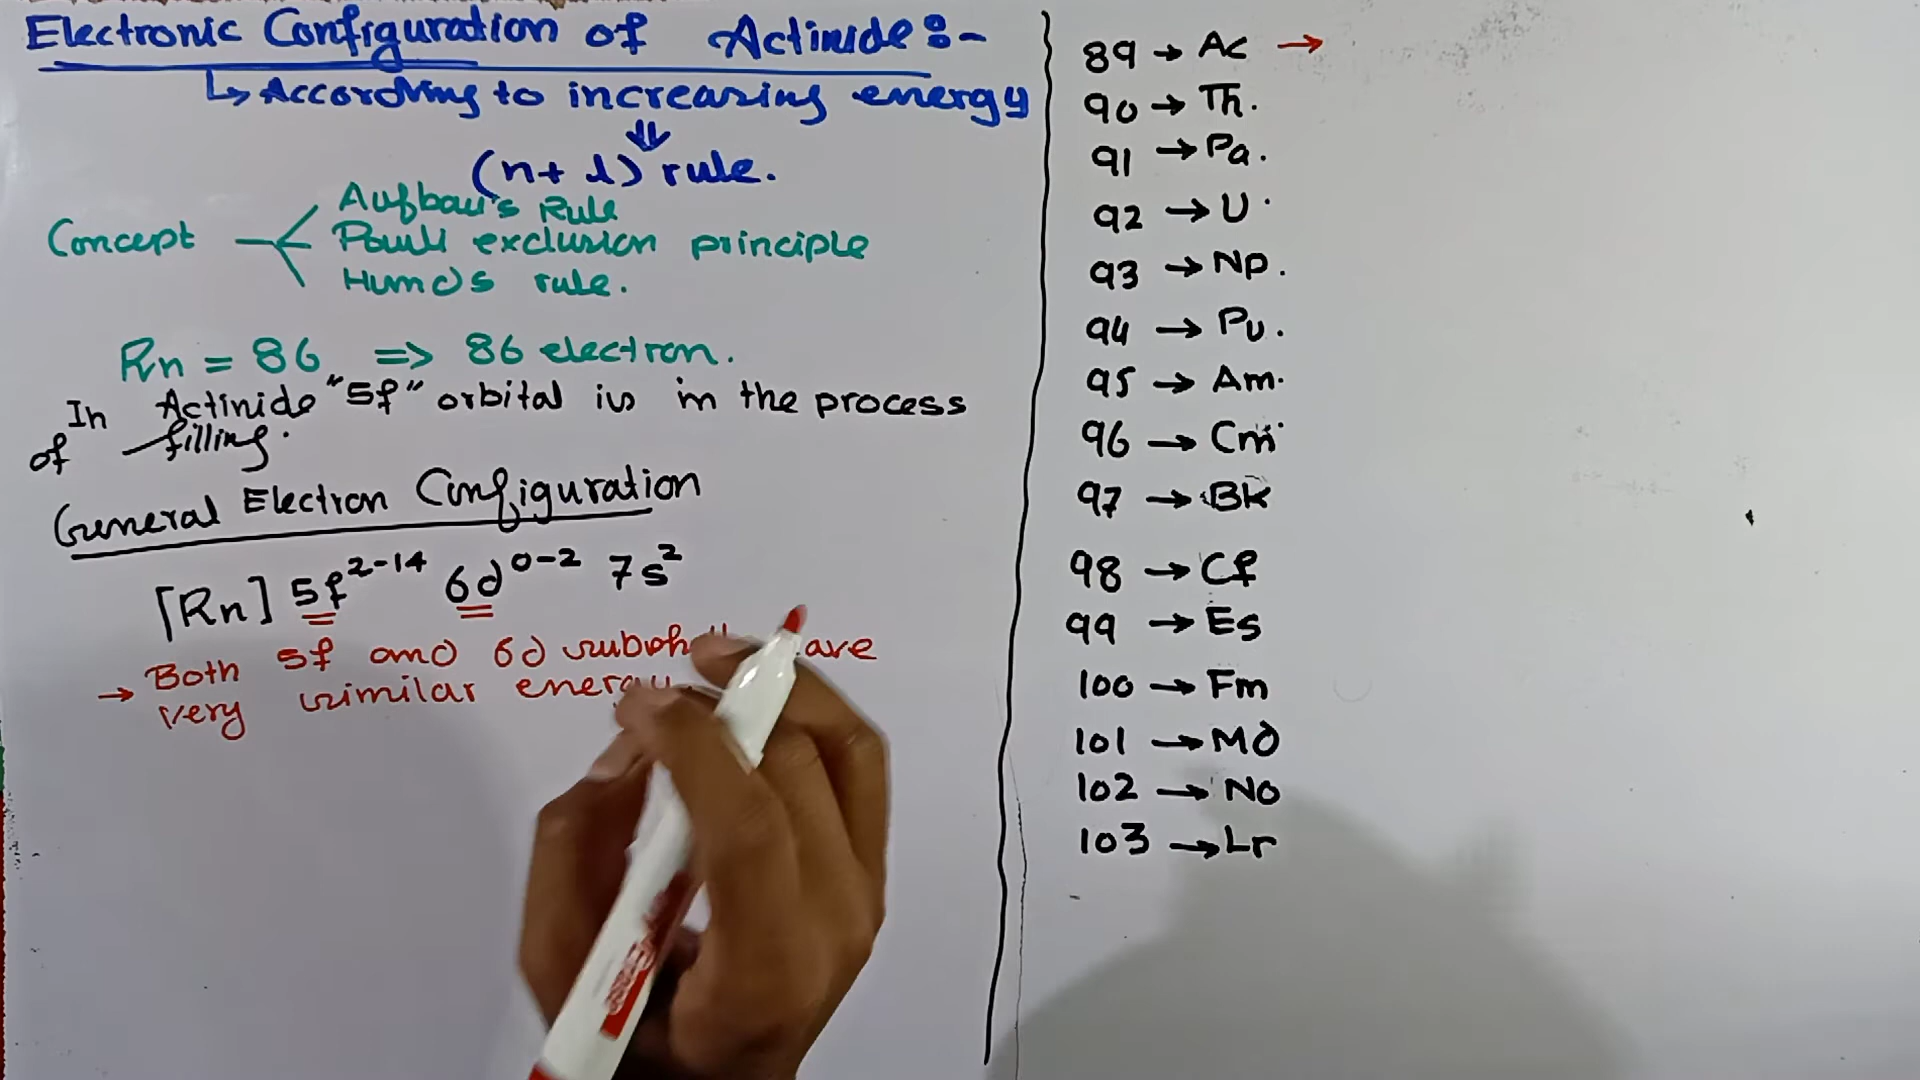 Electronic Configuration of Actinide:-
↳ According to increasing energy
⇓
(n + l) rule.
Concept
Aufbau's Rule
Pauli exclusion principle
Hund's rule.
Rn = 86 => 86 electron.
In Actinide "5f" orbital is in the process
of filling.
General Electron Configuration
[Rn] 5f²⁻¹⁴ 6d⁰⁻² 7s²
→ Both 5f and 6d are
very similar energy.
89 → Ac →
90 → Th.
91 → Pa.
92 → U.
93 → Np.
94 → Pu.
95 → Am.
96 → Cm
97 → Bk
98 → Cf
99 → Es
100 → Fm
101 → Md
102 → No
103 → Lr